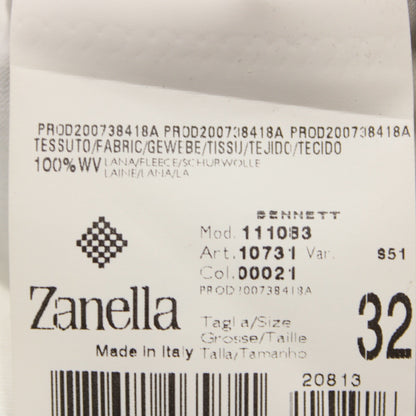 PROD200738418A PROD200738418A PROD200738418A
TESSUTO/FABRIC/GEWEBE/TISSU/TEJIDO/TECIDO
100%WV LANA/FLEECE/SCHURWOLLE
LAINE/LANA/LA
BENNETT
Mod. 111083
Art. 10731 Var. S51
Col. 00021
PROD200738418A
Zanella
Made in Italy
Taglia/Size
Grosse/Taille
Talla/Tamanho
32
20813